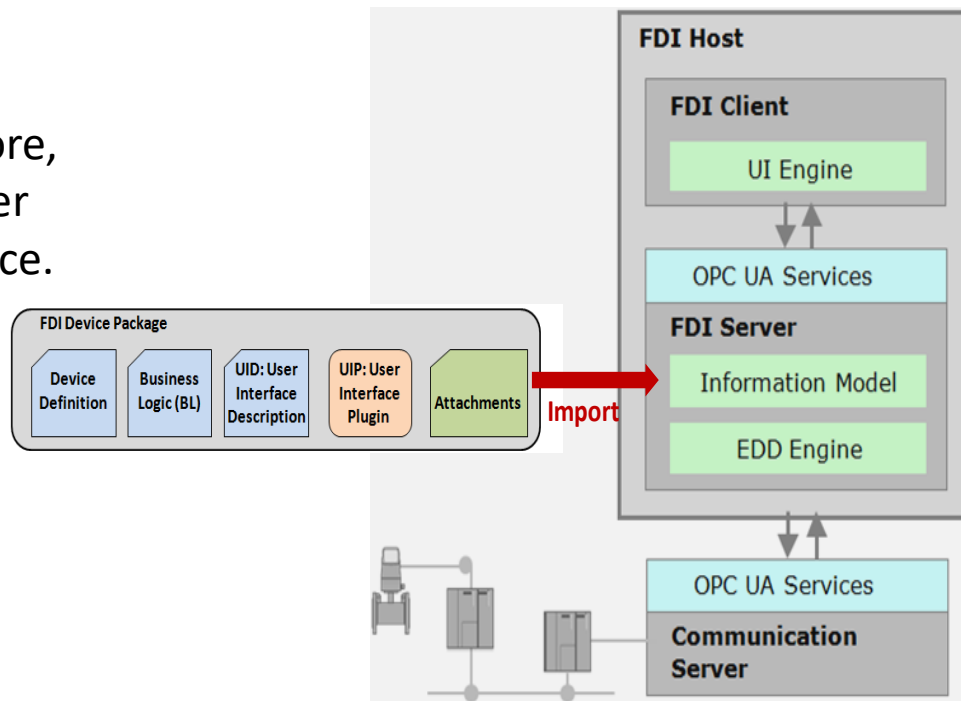 ore,
er
ce.
FDI Device Package
Device
Definition
Business
Logic (BL)
UID: User
Interface
Description
UIP: User
Interface
Plugin
Attachments
Import
FDI Host
FDI Client
UI Engine
OPC UA Services
FDI Server
Information Model
EDD Engine
OPC UA Services
Communication
Server